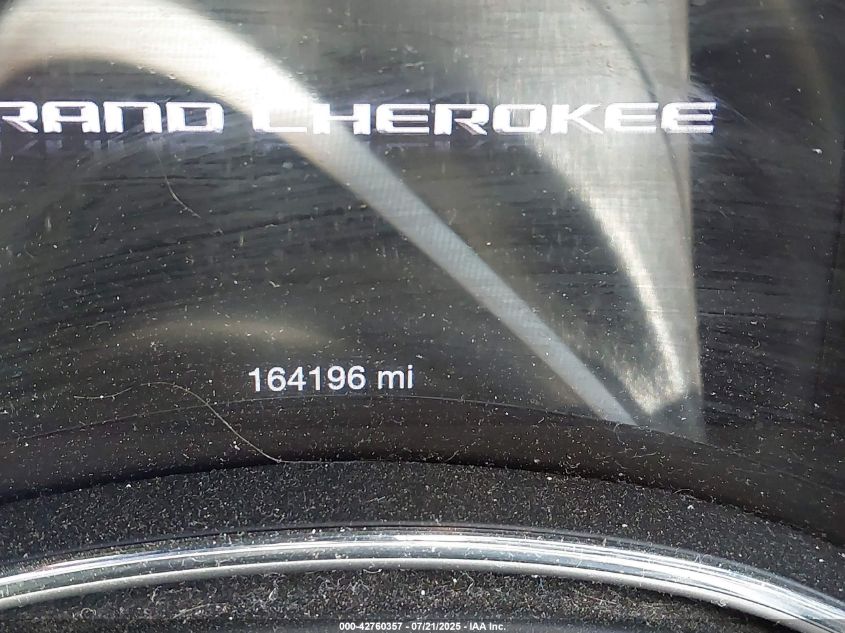 RAND CHEROKEE
164196 mi
000-42760357 - 07/21/2025 - IAA Inc.